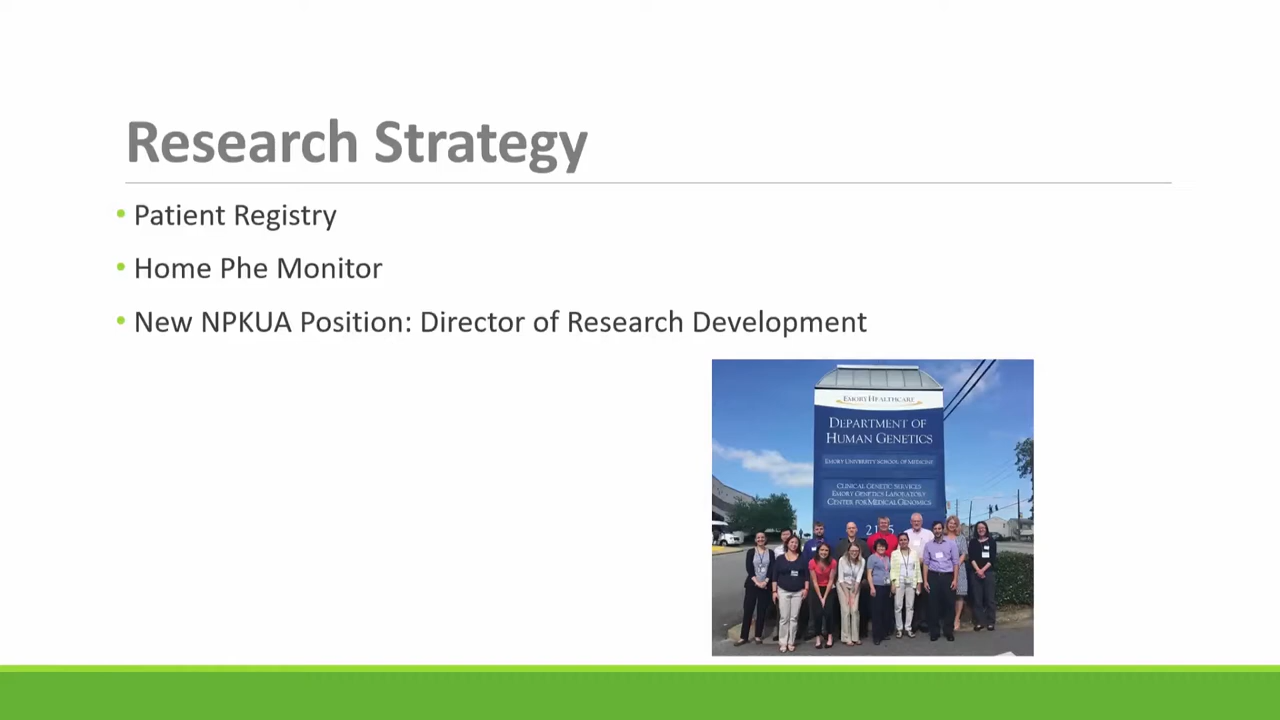 Research Strategy
• Patient Registry
• Home Phe Monitor
• New NPKUA Position: Director of Research Development
EMORY HEALTHCARE
DEPARTMENT OF
HUMAN GENETICS
EMORY UNIVERSITY SCHOOL OF MEDICINE
CLINICAL GENETIC SERVICES
EMORY GENETICS LABORATORY
CENTER FOR MEDICAL GENOMICS